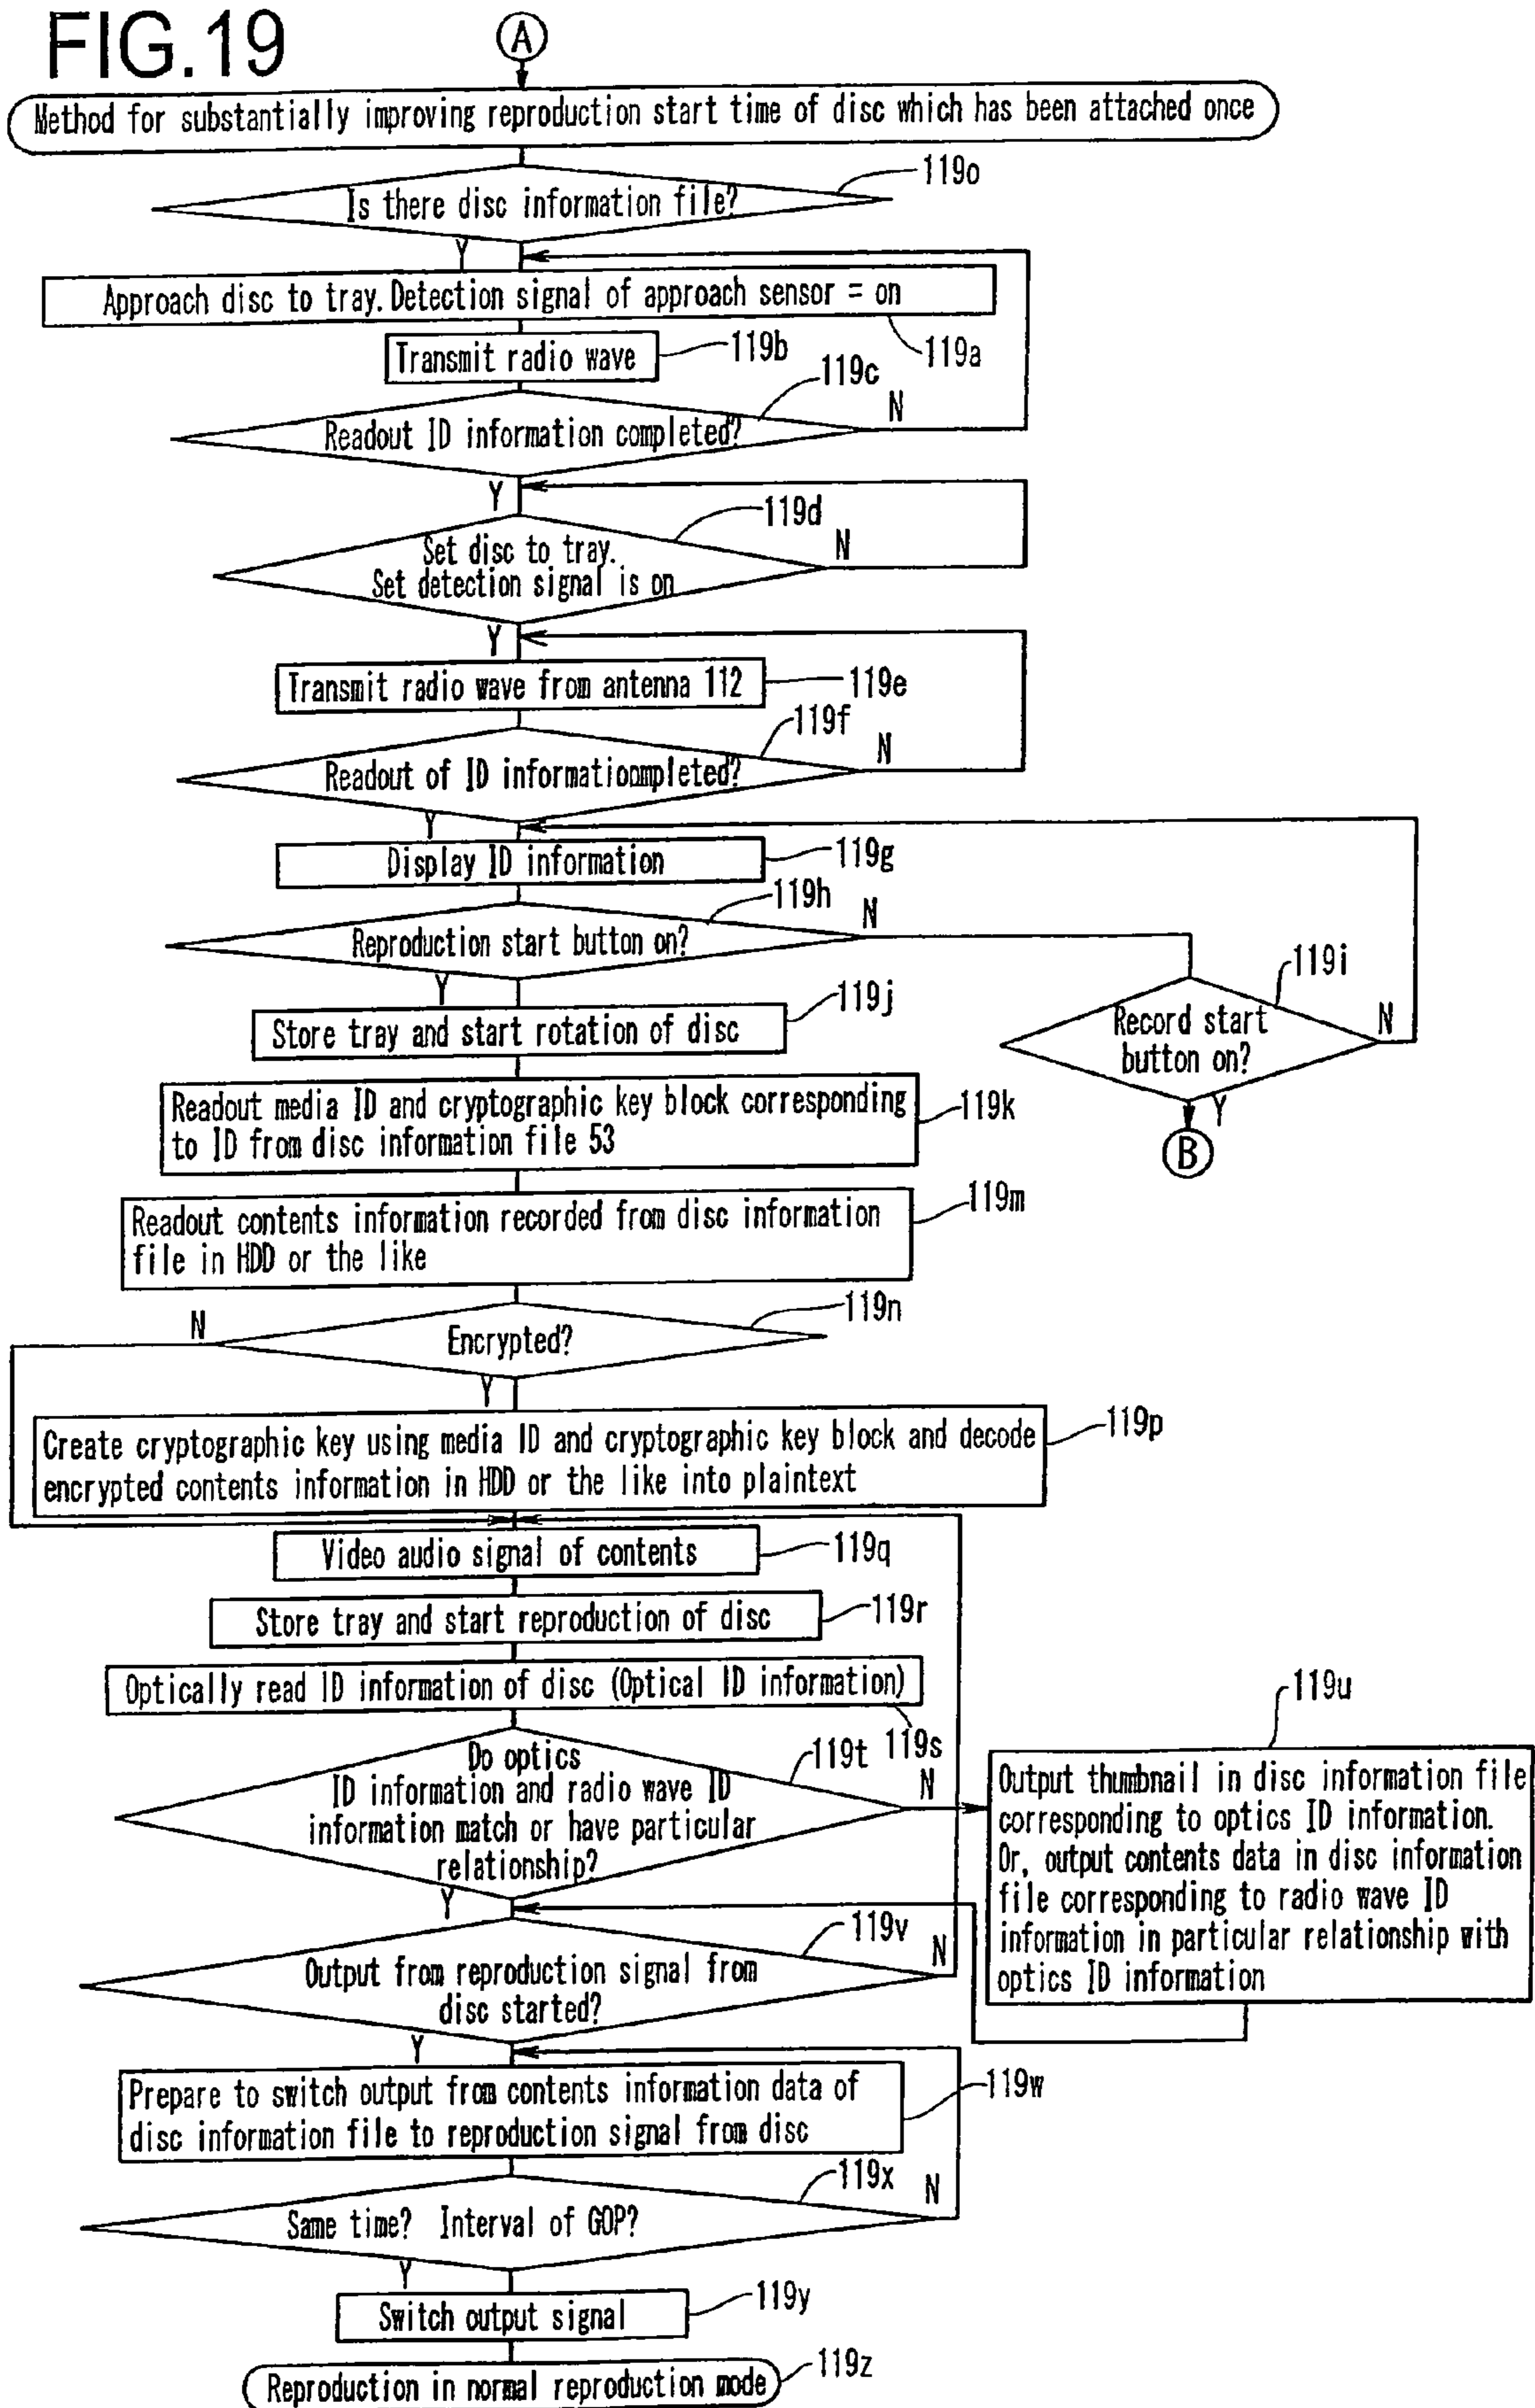 FIG.19
A
Method for substantially improving reproduction start time of disc which has been attached once
119o
Is there disc information file?
Y
Approach disc to tray. Detection signal of approach sensor = on
119a
Transmit radio wave
119b
119c
Readout ID information completed?
N
Y
119d
Set disc to tray.
Set detection signal is on
N
Y
Transmit radio wave from antenna 112
119e
119f
Readout of ID informatiompleted?
N
Y
Display ID information
119g
119h
Reproduction start button on?
N
Y
119i
Record start
button on?
N
Y
B
119j
Store tray and start rotation of disc
Readout media ID and cryptographic key block corresponding
to ID from disc information file 53
119k
Readout contents information recorded from disc information
file in HDD or the like
119m
119n
Encrypted?
N
Y
Create cryptographic key using media ID and cryptographic key block and decode
encrypted contents information in HDD or the like into plaintext
119p
Video audio signal of contents
119q
Store tray and start reproduction of disc
119r
Optically read ID information of disc (Optical ID information)
119s
119t
Do optics
ID information and radio wave ID
information match or have particular
relationship?
N
Y
119u
Output thumbnail in disc information file
corresponding to optics ID information.
Or, output contents data in disc information
file corresponding to radio wave ID
information in particular relationship with
optics ID information
119v
Output from reproduction signal from
disc started?
N
Y
Prepare to switch output from contents information data of
disc information file to reproduction signal from disc
119w
119x
Same time? Interval of GOP?
N
Y
Switch output signal
119y
Reproduction in normal reproduction mode
119z